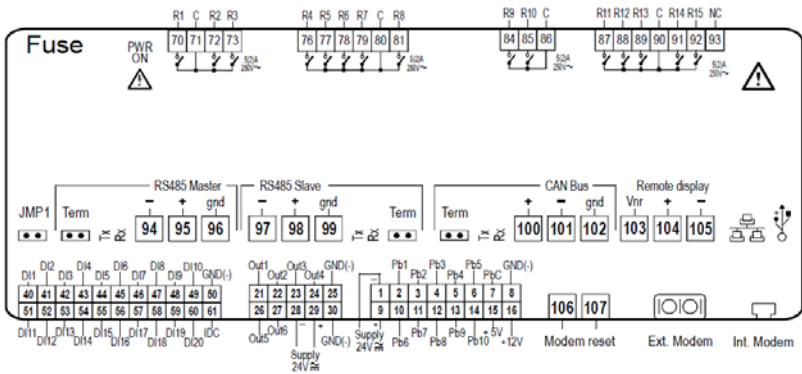 R1 C R2 R3 R4 R5 R6 R7 C R8 R9 R10 C R11 R12 R13 C R14 R15 NC
Fuse PWR ON 70 71 72 73 76 77 78 79 80 81 84 85 86 87 88 89 90 91 92 93
5(2)A 250V~ 5(2)A 250V~ 5(2)A 250V~ 5(2)A 250V~
RS485 Master RS485 Slave CAN Bus Remote display
JMP1 Term − + gnd − + gnd Term Term + − gnd Vnr + −
Tx Rx 94 95 96 97 98 99 Tx Rx Tx Rx 100 101 102 103 104 105
DI1 DI2 DI3 DI4 DI5 DI6 DI7 DI8 DI9 DI10 GND(-) Out1 Out2 Out3 Out4 GND(-) − Pb1 Pb2 Pb3 Pb4 Pb5 PbC GND(-)
40 41 42 43 44 45 46 47 48 49 50 21 22 23 24 25 1 2 3 4 5 6 7 8
51 52 53 54 55 56 57 58 59 60 61 26 27 28 29 30 9 10 11 12 13 14 15 16 106 107
DI11 DI12 DI13 DI14 DI15 DI16 DI17 DI18 DI19 DI20 IDC Out5 Out6 − + GND(-) + Pb6 Pb7 Pb8 Pb9 Pb10 +5V +12V
Supply 24V≂ Supply 24V≂ Modem reset Ext. Modem Int. Modem